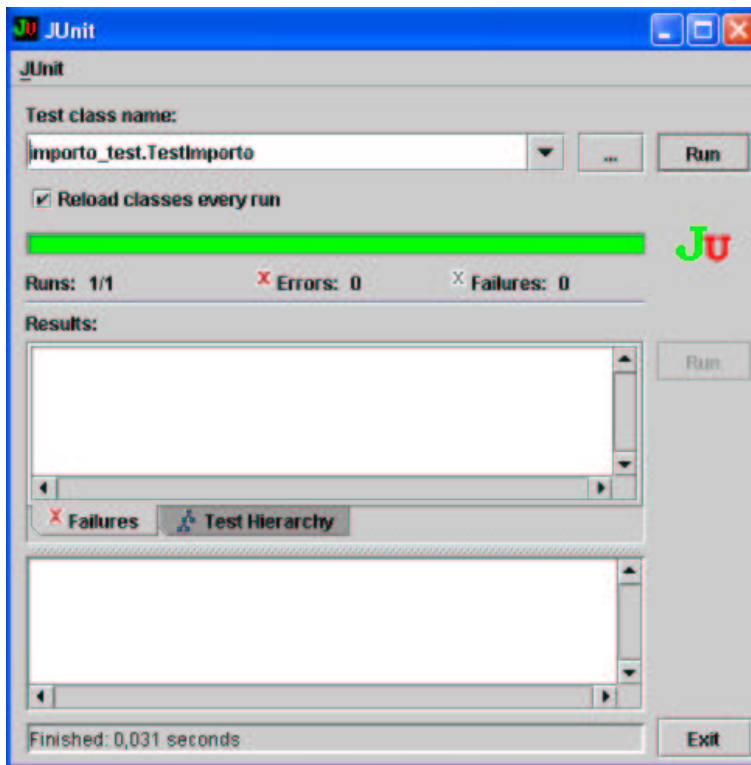 JU JUnit
JUnit
Test class name:
importo_test.TestImporto
... Run
Reload classes every run
JU
Runs: 1/1 Errors: 0 Failures: 0
Results:
Run
Failures Test Hierarchy
Finished: 0,031 seconds
Exit